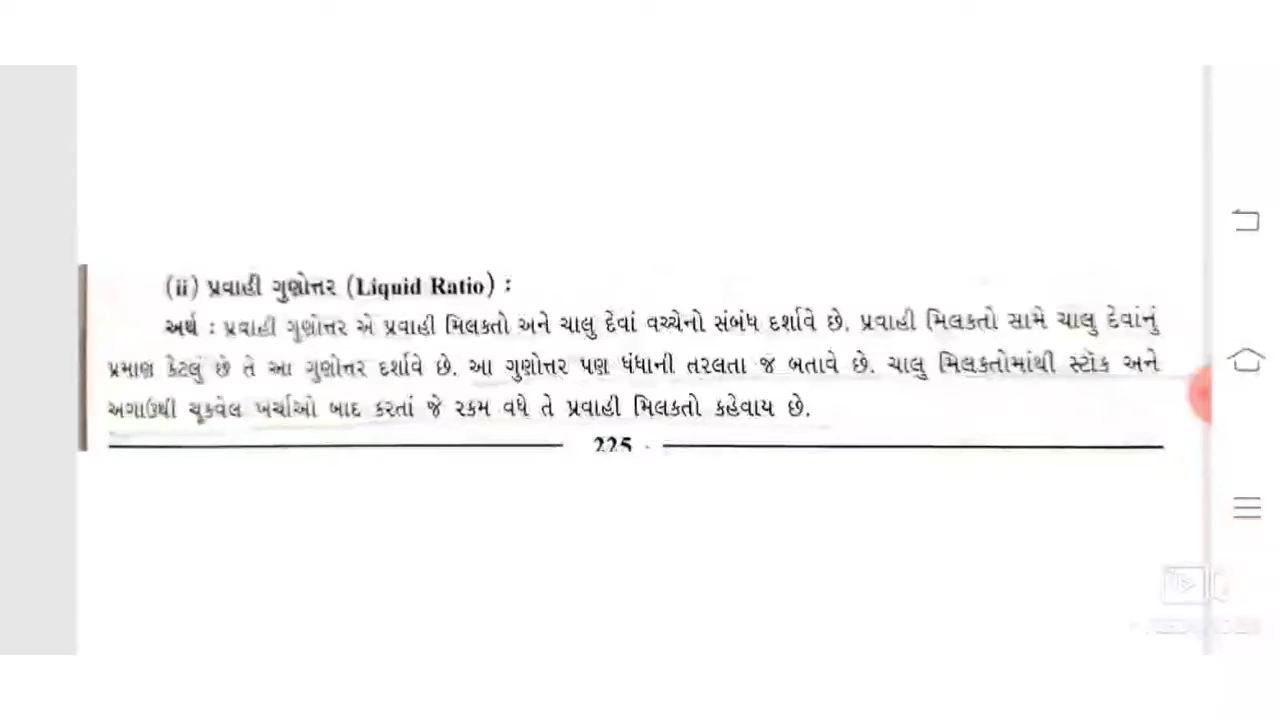 (ii) પ્રવાહી ગુણોત્તર (Liquid Ratio) :
અર્થ : પ્રવાહી ગુણોત્તર એ પ્રવાહી મિલકતો અને ચાલુ દેવાં વચ્ચેનો સંબંધ દર્શાવે છે. પ્રવાહી મિલકતો સામે ચાલુ દેવાંનું
પ્રમાણ કેટલું છે તે આ ગુણોત્તર દર્શાવે છે. આ ગુણોત્તર પણ ધંધાની તરલતા જ બતાવે છે. ચાલુ મિલકતોમાંથી સ્ટૉક અને
અગાઉથી ચૂકવેલ ખર્ચાઓ બાદ કરતાં જે રકમ વધે તે પ્રવાહી મિલકતો કહેવાય છે.
225